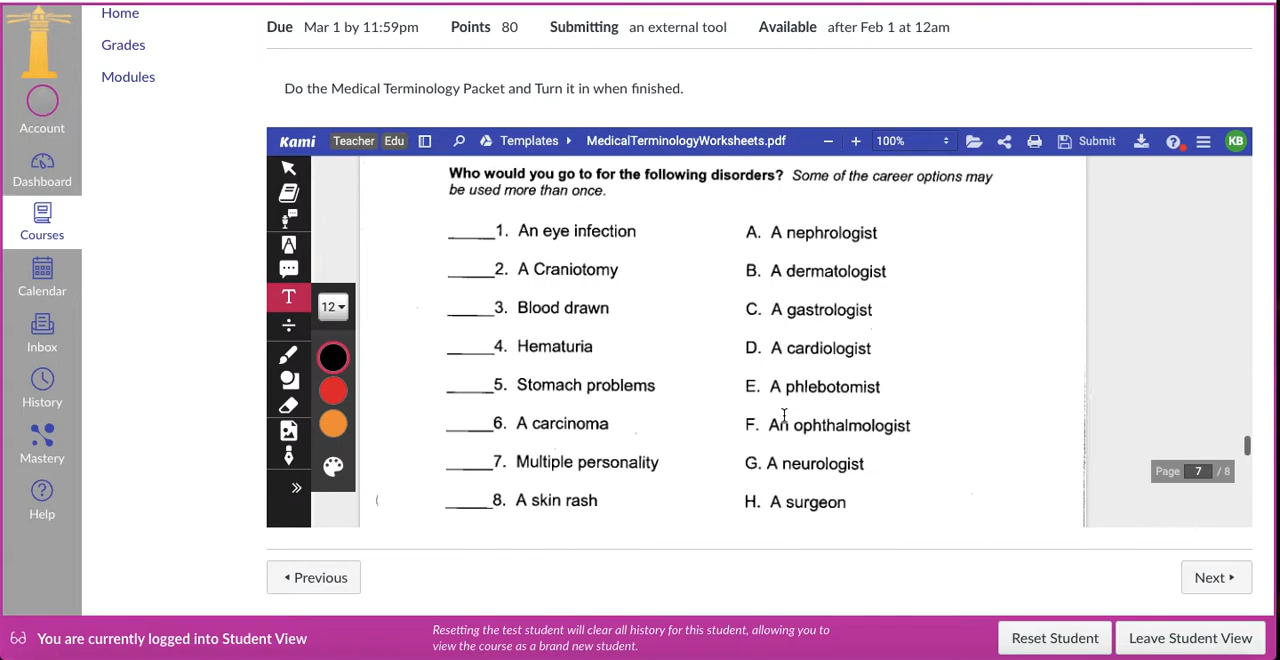 Home
Grades
Modules
Account
Dashboard
Courses
Calendar
Inbox
History
Mastery
Help
Due Mar 1 by 11:59pm Points 80 Submitting an external tool Available after Feb 1 at 12am
Do the Medical Terminology Packet and Turn it in when finished.
Kami Teacher Edu Templates MedicalTerminologyWorksheets.pdf 100% Submit KB
12
Who would you go to for the following disorders? Some of the career options may
be used more than once.
_____1. An eye infection A. A nephrologist
_____2. A Craniotomy B. A dermatologist
_____3. Blood drawn C. A gastrologist
_____4. Hematuria D. A cardiologist
_____5. Stomach problems E. A phlebotomist
_____6. A carcinoma F. An ophthalmologist
_____7. Multiple personality G. A neurologist
_____8. A skin rash H. A surgeon
Page 7 / 8
Previous Next
You are currently logged into Student View
Resetting the test student will clear all history for this student, allowing you to
view the course as a brand new student.
Reset Student Leave Student View